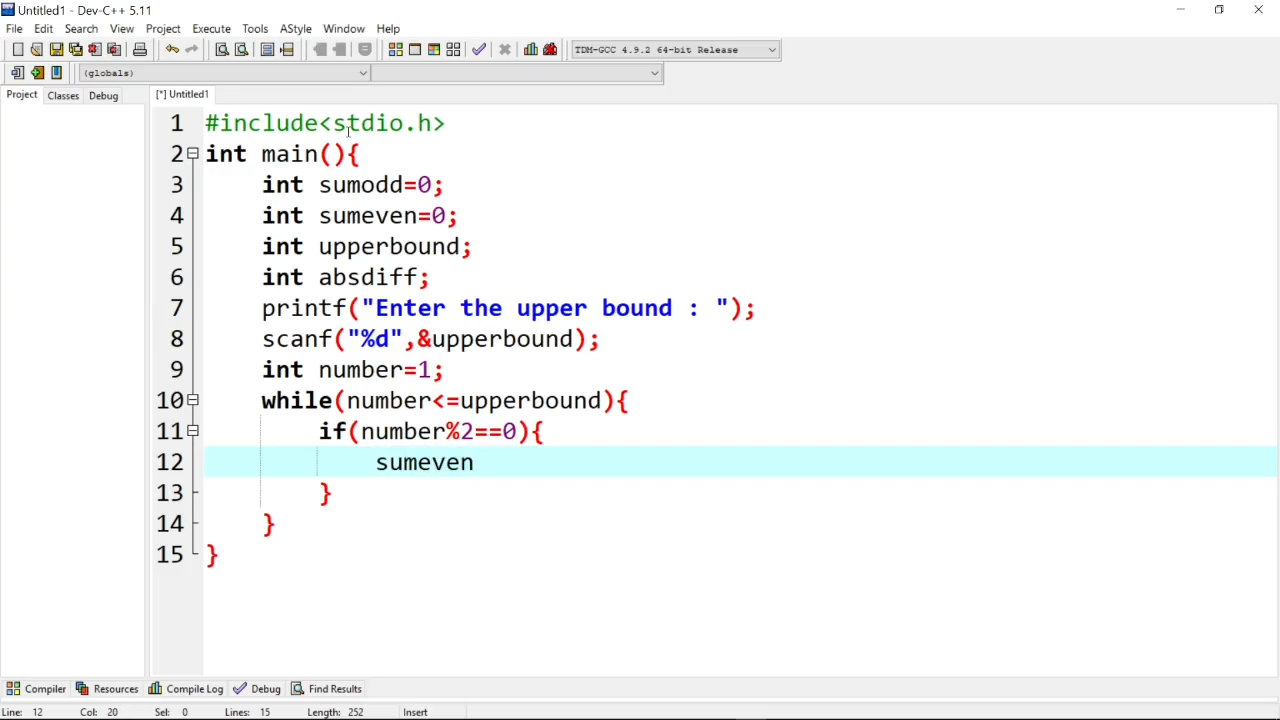 Untitled1 - Dev-C++ 5.11
File Edit Search View Project Execute Tools AStyle Window Help
TDM-GCC 4.9.2 64-bit Release
(globals)
Project Classes Debug [*] Untitled1
1 #include<stdio.h>
2 int main(){
3 int sumodd=0;
4 int sumeven=0;
5 int upperbound;
6 int absdiff;
7 printf("Enter the upper bound : ");
8 scanf("%d",&upperbound);
9 int number=1;
10 while(number<=upperbound){
11 if(number%2==0){
12 sumeven
13 }
14 }
15 }
Compiler Resources Compile Log Debug Find Results
Line: 12 Col: 20 Sel: 0 Lines: 15 Length: 252 Insert